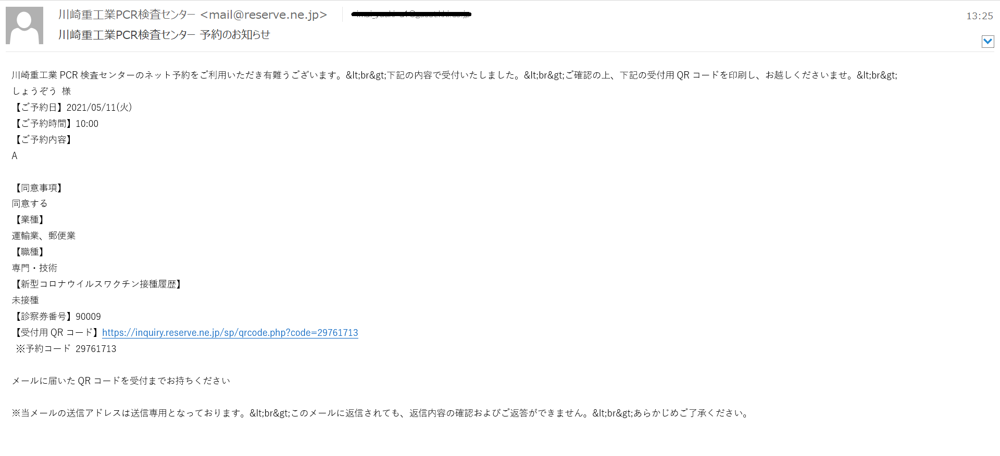 川崎重工業PCR検査センター <mail@reserve.ne.jp>
13:25
川崎重工業PCR検査センター 予約のお知らせ
川崎重工業 PCR 検査センターのネット予約をご利用いただき有難うございます。&lt;br&gt;下記の内容で受付いたしました。&lt;br&gt;ご確認の上、下記の受付用 QR コードを印刷し、お越しくださいませ。&lt;br&gt;
しょうぞう 様
【ご予約日】2021/05/11(火)
【ご予約時間】10:00
【ご予約内容】
A
【同意事項】
同意する
【業種】
運輸業、郵便業
【職種】
専門・技術
【新型コロナウイルスワクチン接種履歴】
未接種
【診察券番号】90009
【受付用 QR コード】https://inquiry.reserve.ne.jp/sp/qrcode.php?code=29761713
※予約コード 29761713
メールに届いた QR コードを受付までお持ちください
※当メールの送信アドレスは送信専用となっております。&lt;br&gt;このメールに返信されても、返信内容の確認およびご返答ができません。&lt;br&gt;あらかじめご了承ください。